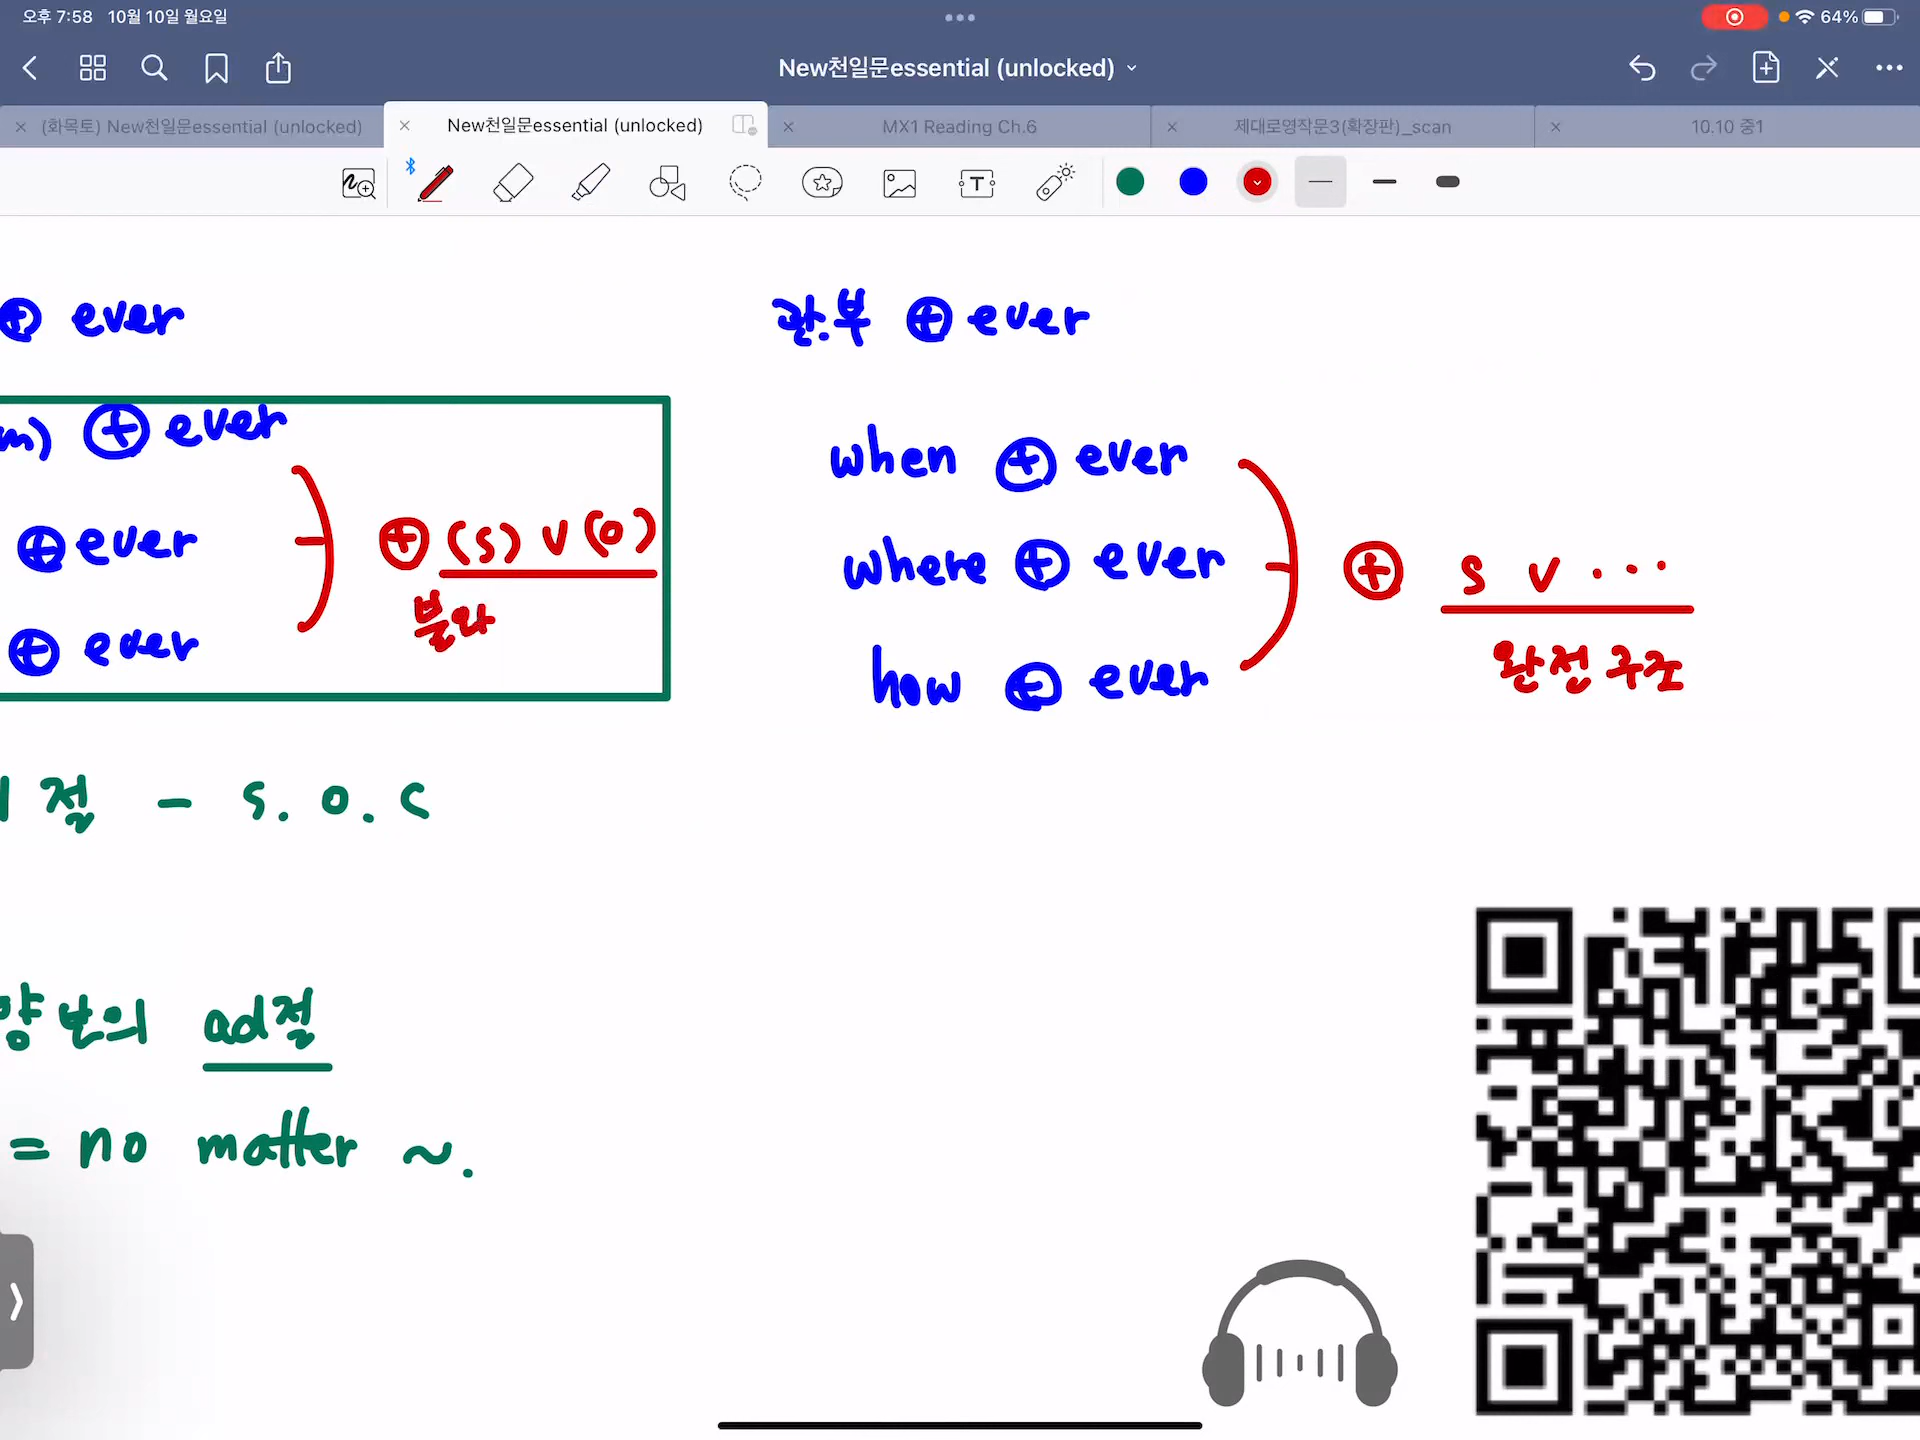 오후 7:58 10월 10일 월요일
64%
New천일문essential (unlocked)
(화목토) New천일문essential (unlocked)
New천일문essential (unlocked)
MX1 Reading Ch.6
제대로영작문3(확장판)_scan
10.10 중1
T
⊕ ever
관.부 ⊕ ever
m) ⊕ ever
⊕ ever
⊕ ever
⊕ (s) v (o)
불완
when ⊕ ever
where ⊕ ever
how ⊕ ever
⊕ s v ...
완전 구조
절 - S. O. C
양보의 ad절
= no matter ~.